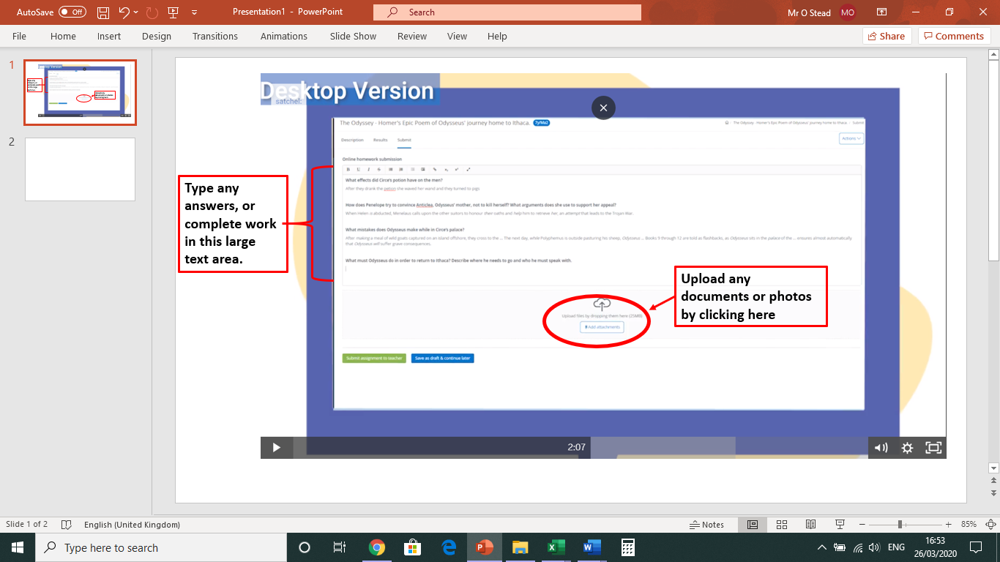 AutoSave Off
Presentation1 - PowerPoint
Search
Mr O Stead MO
File Home Insert Design Transitions Animations Slide Show Review View Help
Share Comments
1
2
Desktop Version
satchel:
The Odyssey - Homer's Epic Poem of Odysseus' journey home to Ithaca. 7y/Ma2
The Odyssey - Homer's Epic Poem of Odysseus' journey home to Ithaca / Submit
Description Results Submit
Actions
Online homework submission
B U I S
What effects did Circe's potion have on the men?
After they drank the potion she waved her wand and they turned to pigs
How does Penelope try to convince Anticlea, Odysseus' mother, not to kill herself? What arguments does she use to support her appeal?
When Helen is abducted, Menelaus calls upon the other suitors to honour their oaths and help him to retrieve her, an attempt that leads to the Trojan War.
What mistakes does Odysseus make while in Circe's palace?
After making a meal of wild goats captured on an island offshore, they cross to the ... The next day, while Polyphemus is outside pasturing his sheep, Odysseus ... Books 9 through 12 are told as flashbacks, as Odysseus sits in the palace of the ... ensures almost automatically
that Odysseus will suffer grave consequences.
What must Odysseus do in order to return to Ithaca? Describe where he needs to go and who he must speak with.
Type any
answers, or
complete work
in this large
text area.
Upload any
documents or photos
by clicking here
Upload files by dropping them here (25MB)
Add attachments
Submit assignment to teacher
Save as draft & continue later
2:07
Slide 1 of 2
English (United Kingdom)
Notes
85%
Type here to search
ENG
16:53
26/03/2020